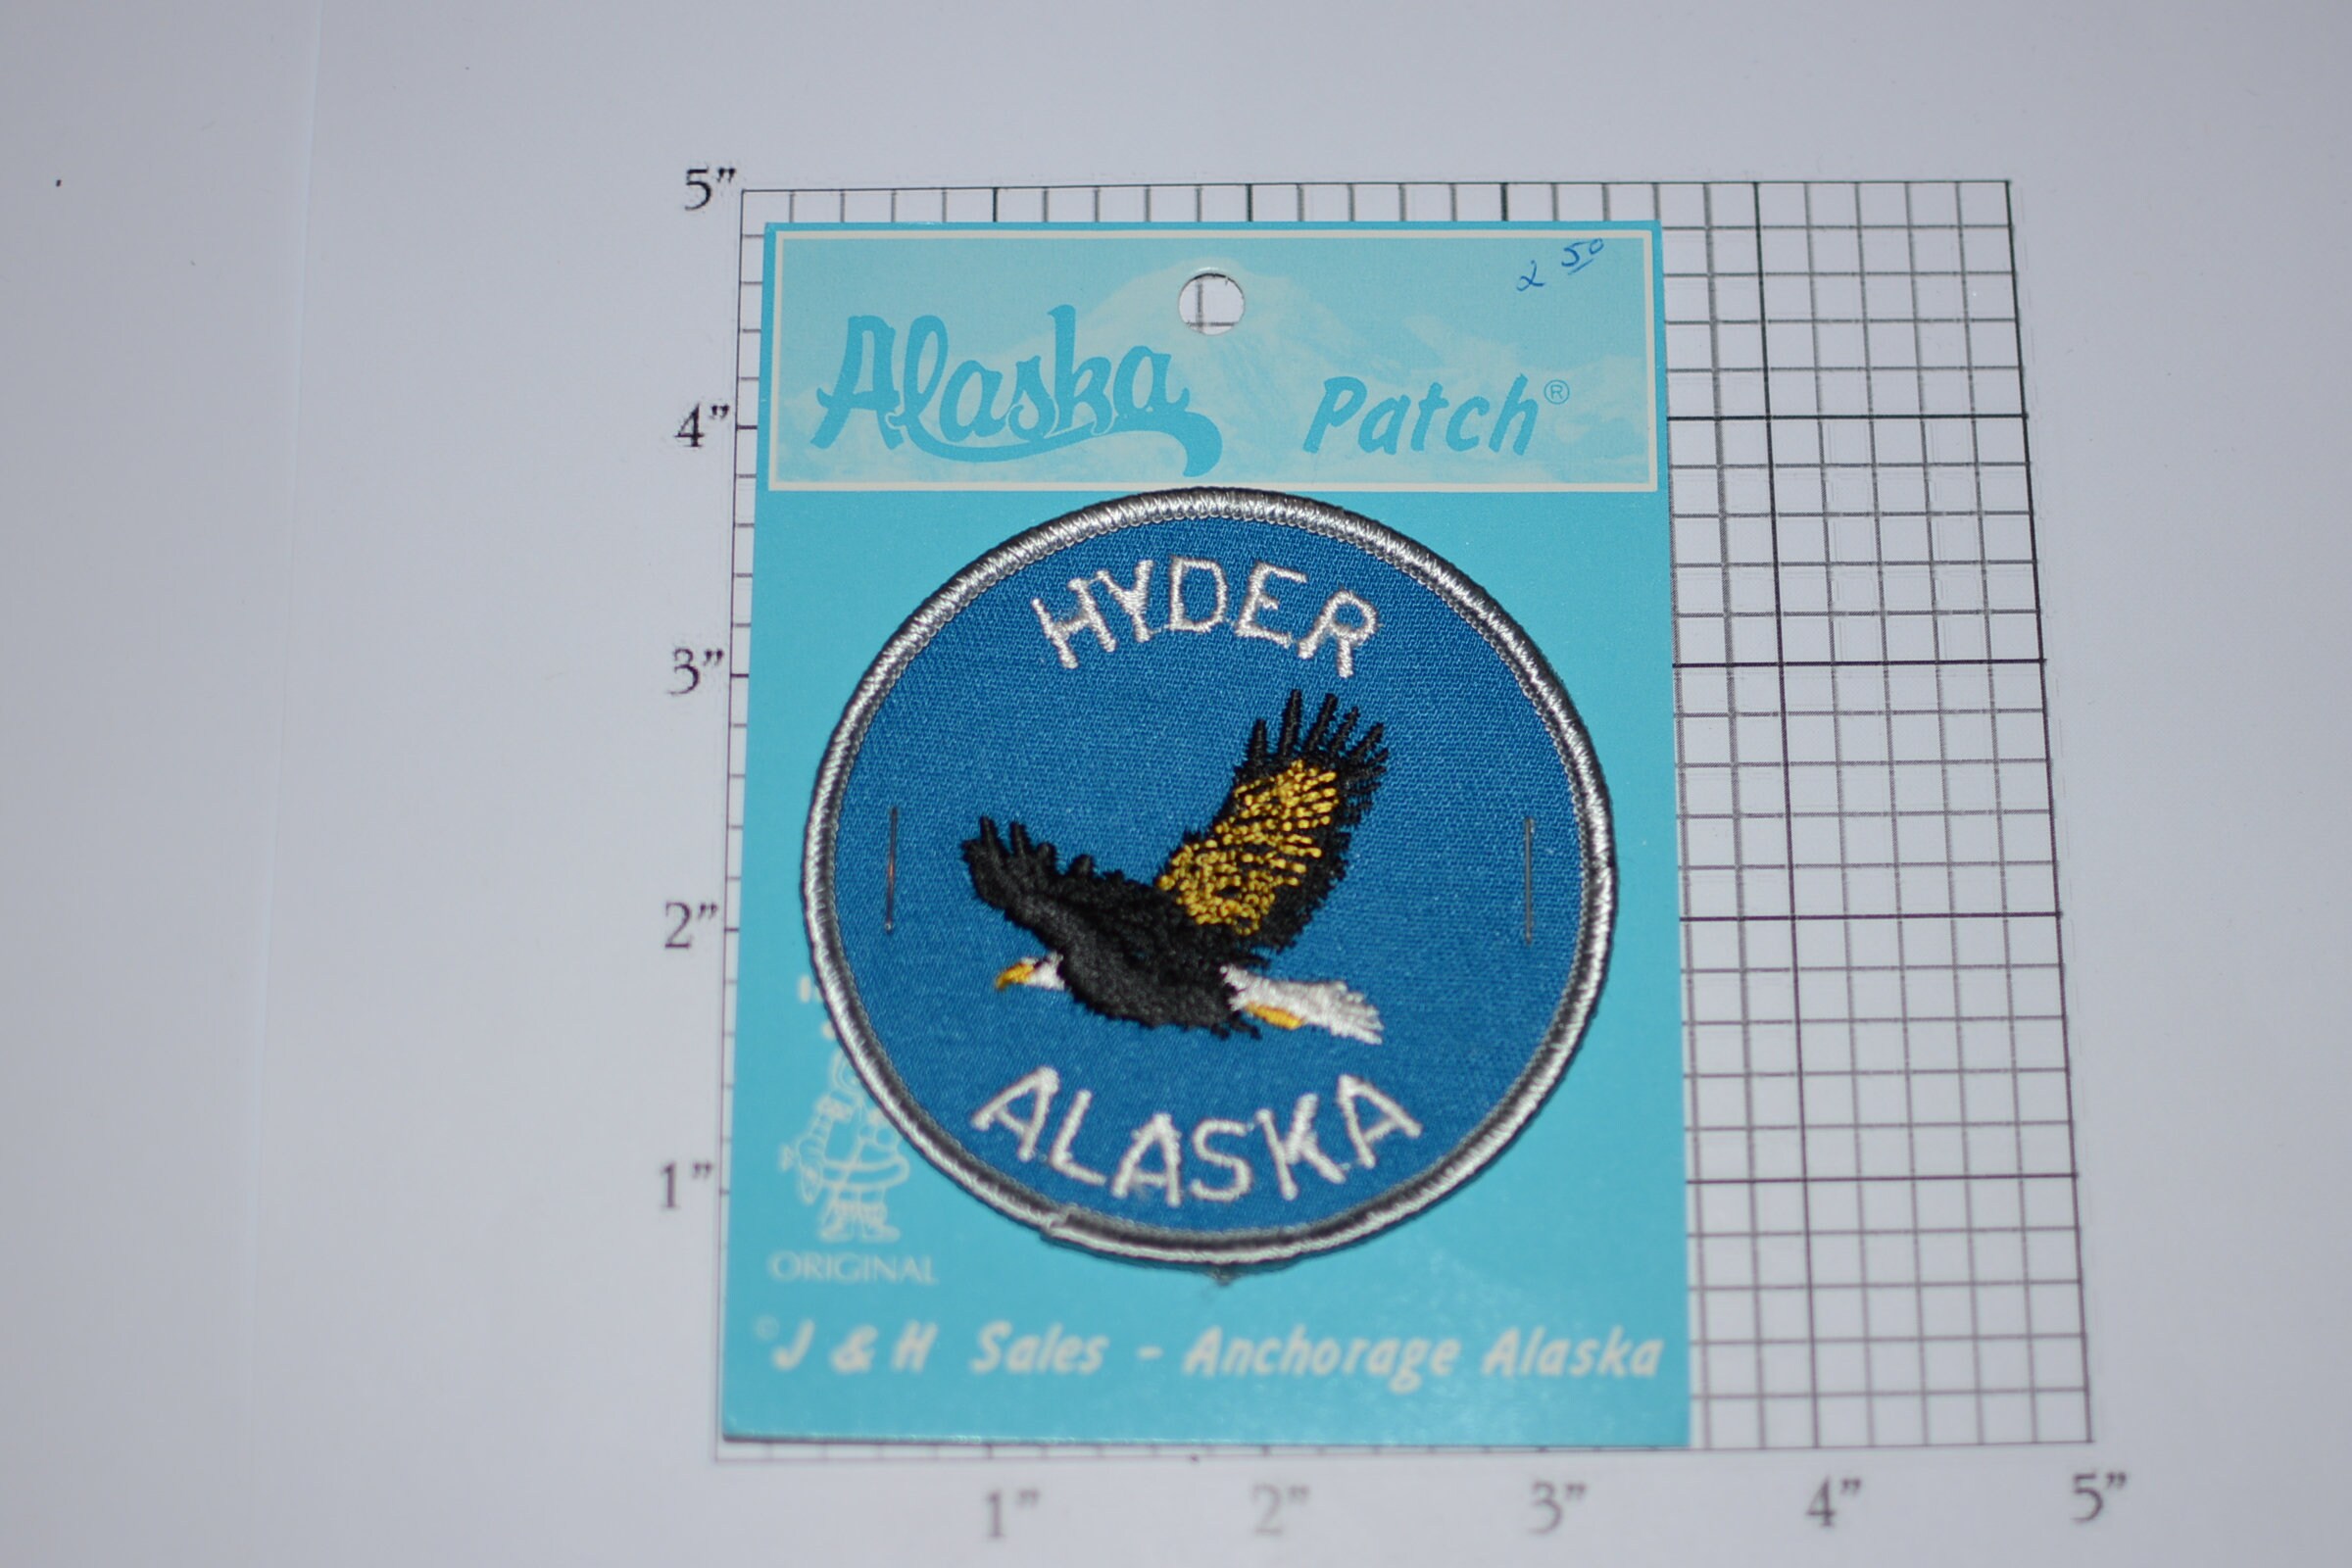 5”
2 50
Alaska Patch®
4”
HYDER
3”
2”
ALASKA
1”
ORIGINAL
© J & H Sales - Anchorage Alaska
1” 2” 3” 4” 5”